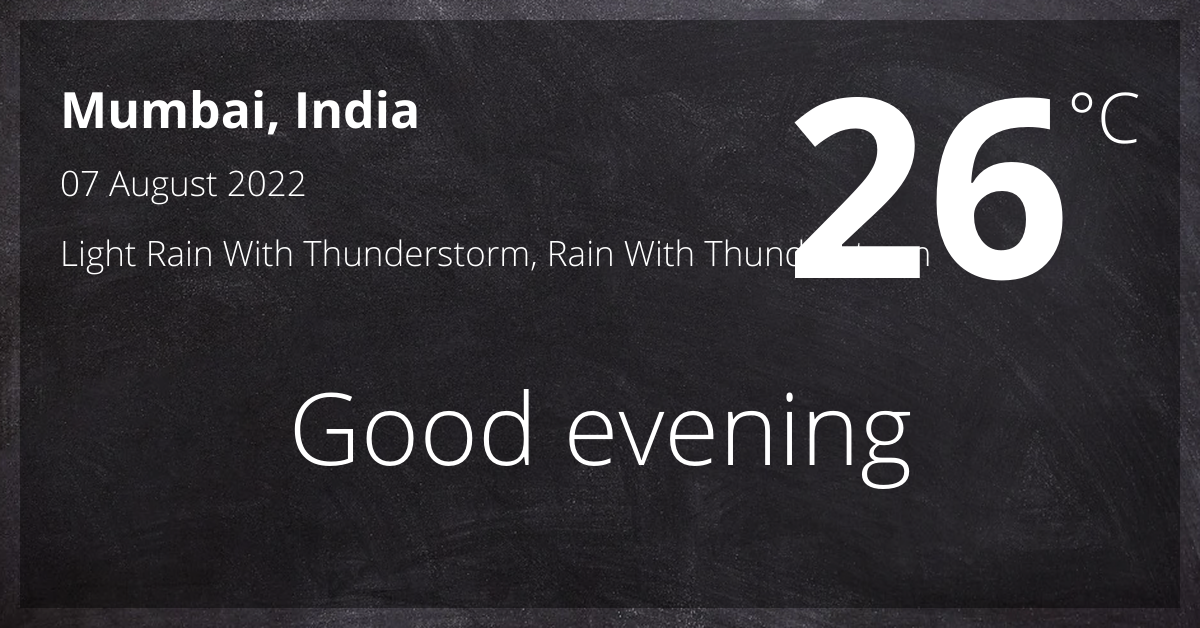 Mumbai, India
26 °C
07 August 2022
Light Rain With Thunderstorm, Rain With
Good evening